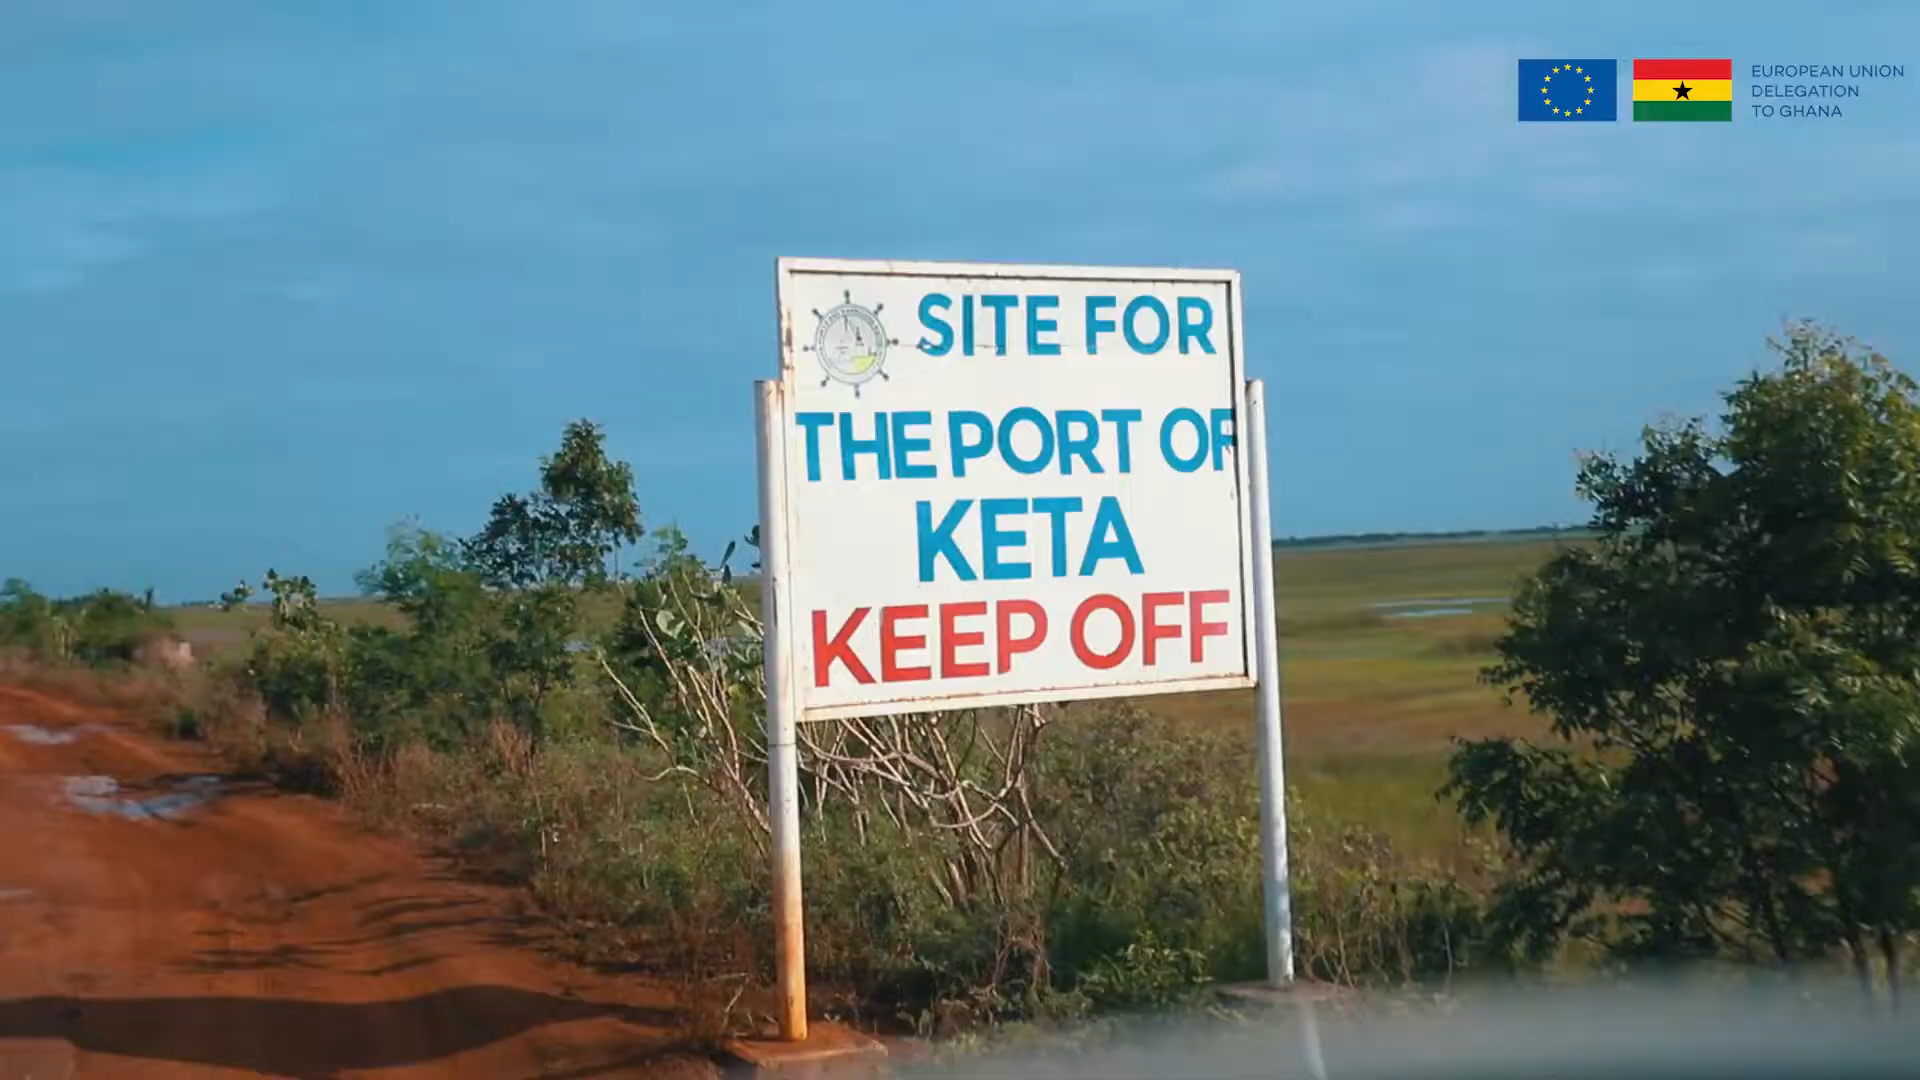 EUROPEAN UNION
DELEGATION
TO GHANA
SITE FOR
THE PORT OF
KETA
KEEP OFF